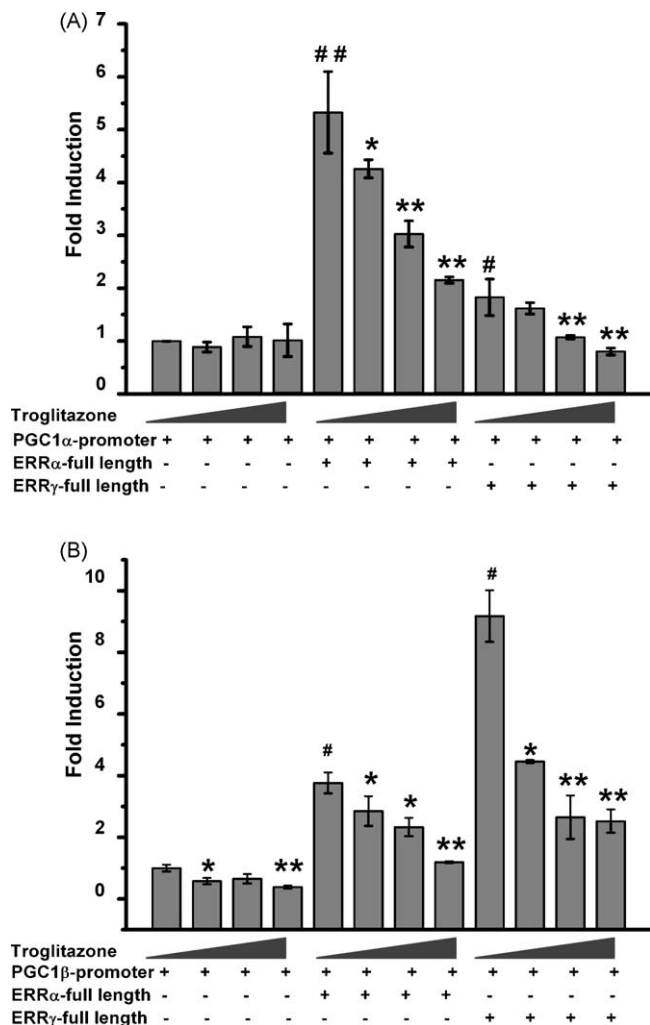 (A)
7
6
5
4
3
2
1
0
Fold Induction
# #
*
**
**
#
**
**
Troglitazone
PGC1α-promoter + + + + + + + + + + + +
ERRα-full length - - - - + + + + - - - -
ERRγ-full length - - - - - - - - + + + +
(B)
10
8
6
4
2
0
Fold Induction
*
**
#
*
*
**
#
*
**
**
Troglitazone
PGC1β-promoter + + + + + + + + + + + +
ERRα-full length - - - - + + + + - - - -
ERRγ-full length - - - - - - - - + + + +